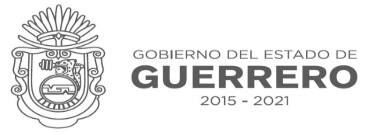 GOBIERNO DEL ESTADO DE
GUERRERO
2015 - 2021